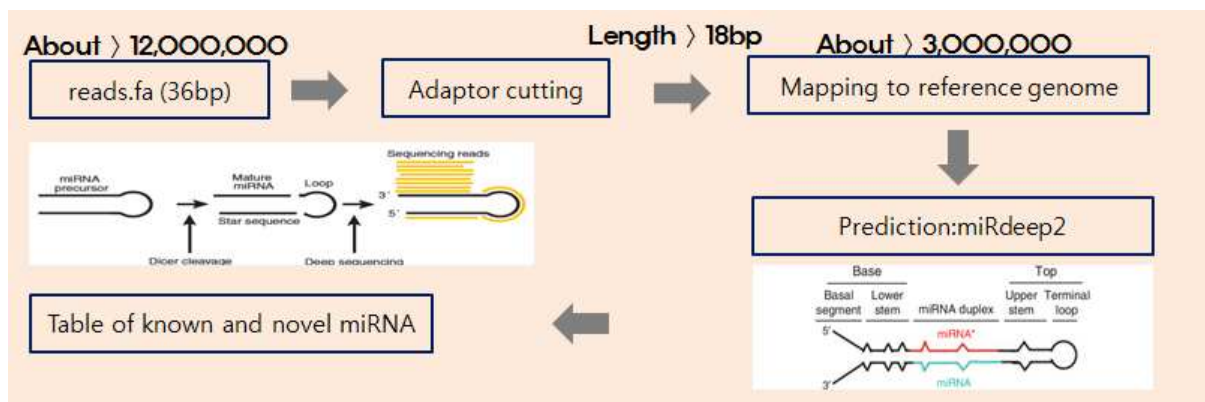 About 〉 12,000,000
reads.fa (36bp)
Adaptor cutting
Length 〉 18bp
About 〉 3,000,000
Mapping to reference genome
miRNA
precursor
Mature
miRNA
Loop
Star sequence
Dicer cleavage
Deep sequencing
Sequencing reads
3'
5'
Prediction:miRdeep2
Base
Top
Basal
segment
Lower
stem
miRNA duplex
Upper
stem
Terminal
loop
5'
miRNA*
3'
miRNA
Table of known and novel miRNA